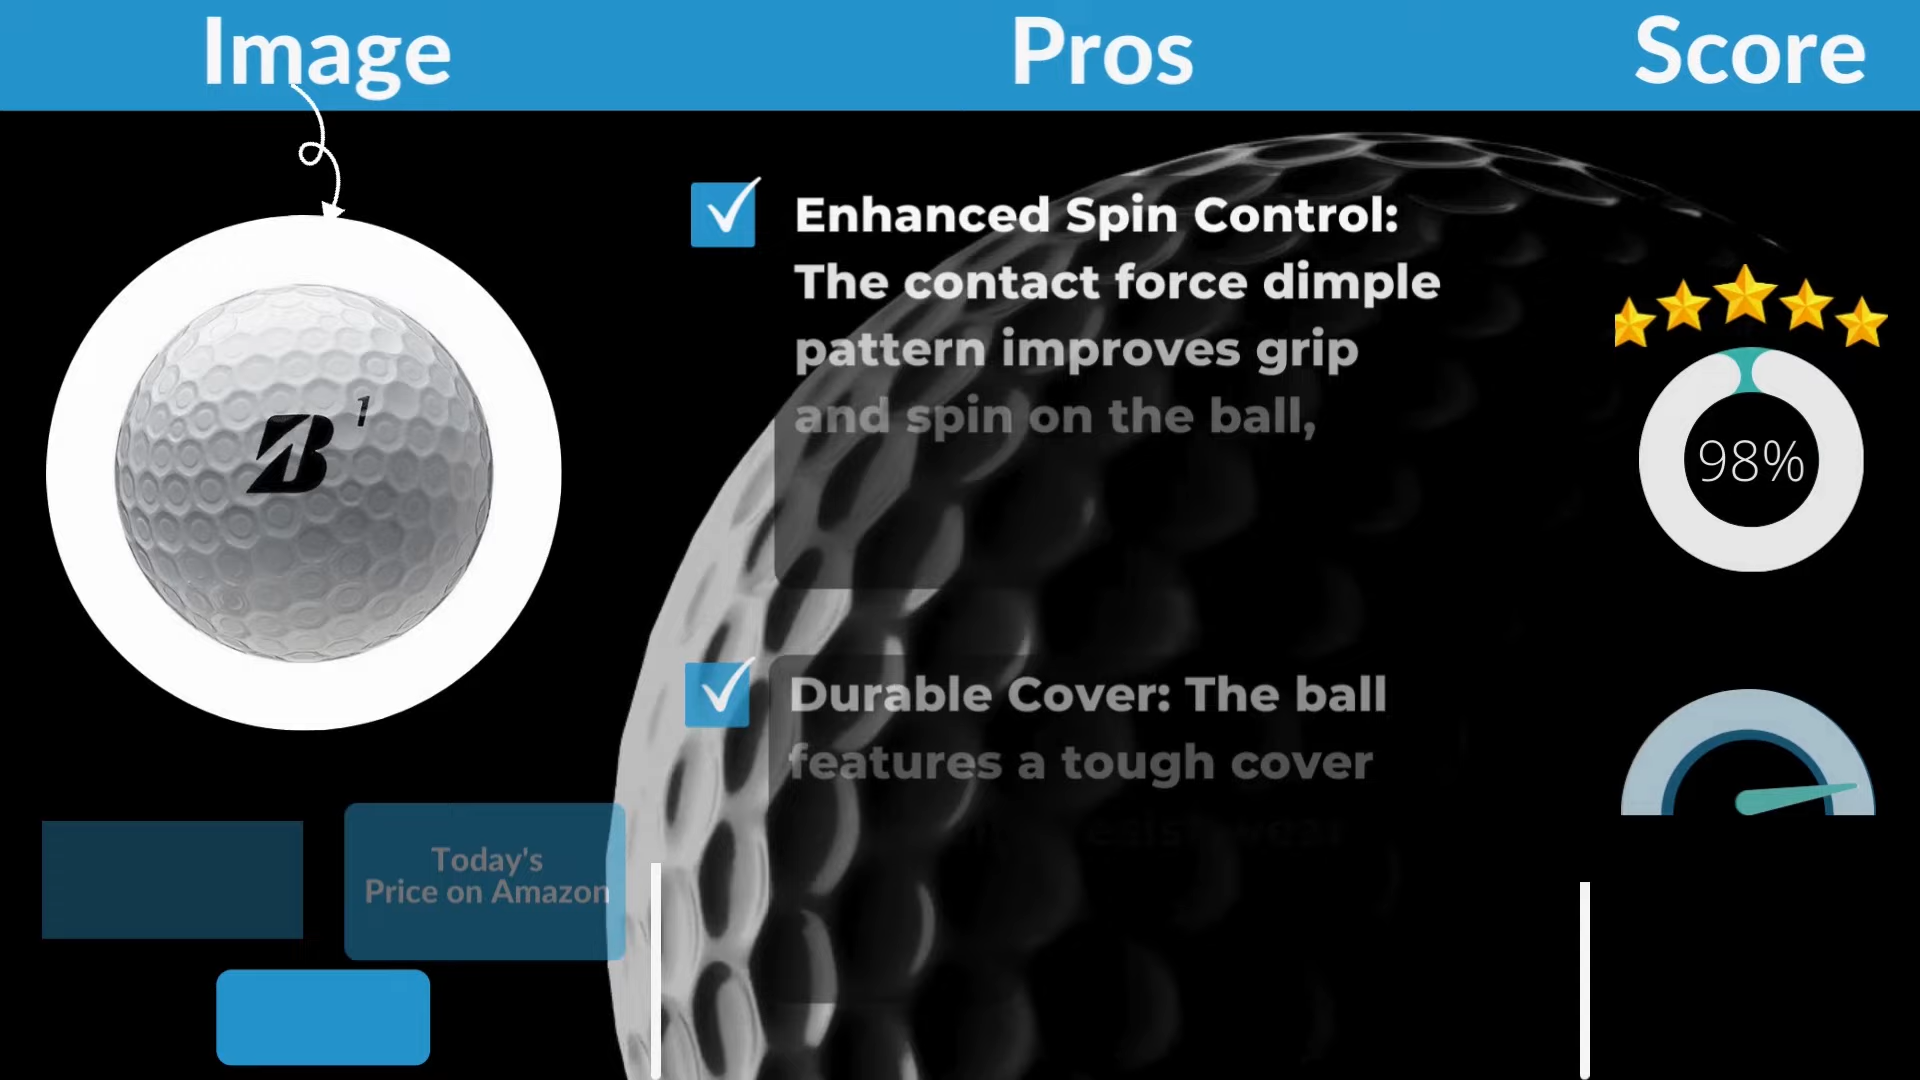 Image
Pros
Score
Enhanced Spin Control:
The contact force dimple
pattern improves grip
and spin on the ball,
98%
B 1
Durable Cover: The ball
features a tough cover
Today's
Price on Amazon